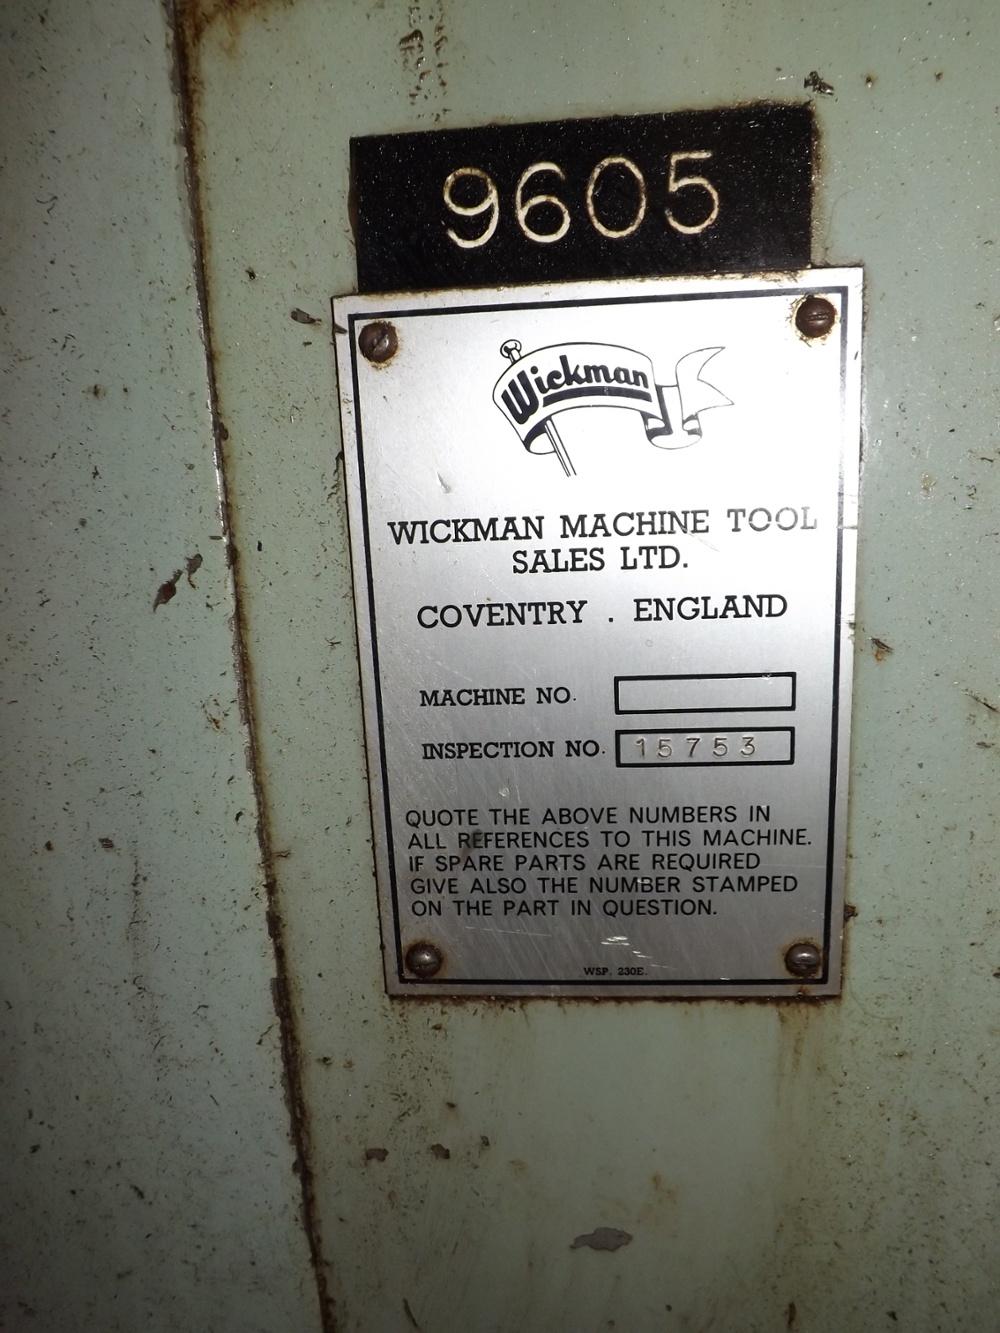 9605
Wickman
WICKMAN MACHINE TOOL
SALES LTD.
COVENTRY . ENGLAND
MACHINE NO.
INSPECTION NO. 15753
QUOTE THE ABOVE NUMBERS IN
ALL REFERENCES TO THIS MACHINE.
IF SPARE PARTS ARE REQUIRED
GIVE ALSO THE NUMBER STAMPED
ON THE PART IN QUESTION.
WSP. 230E.